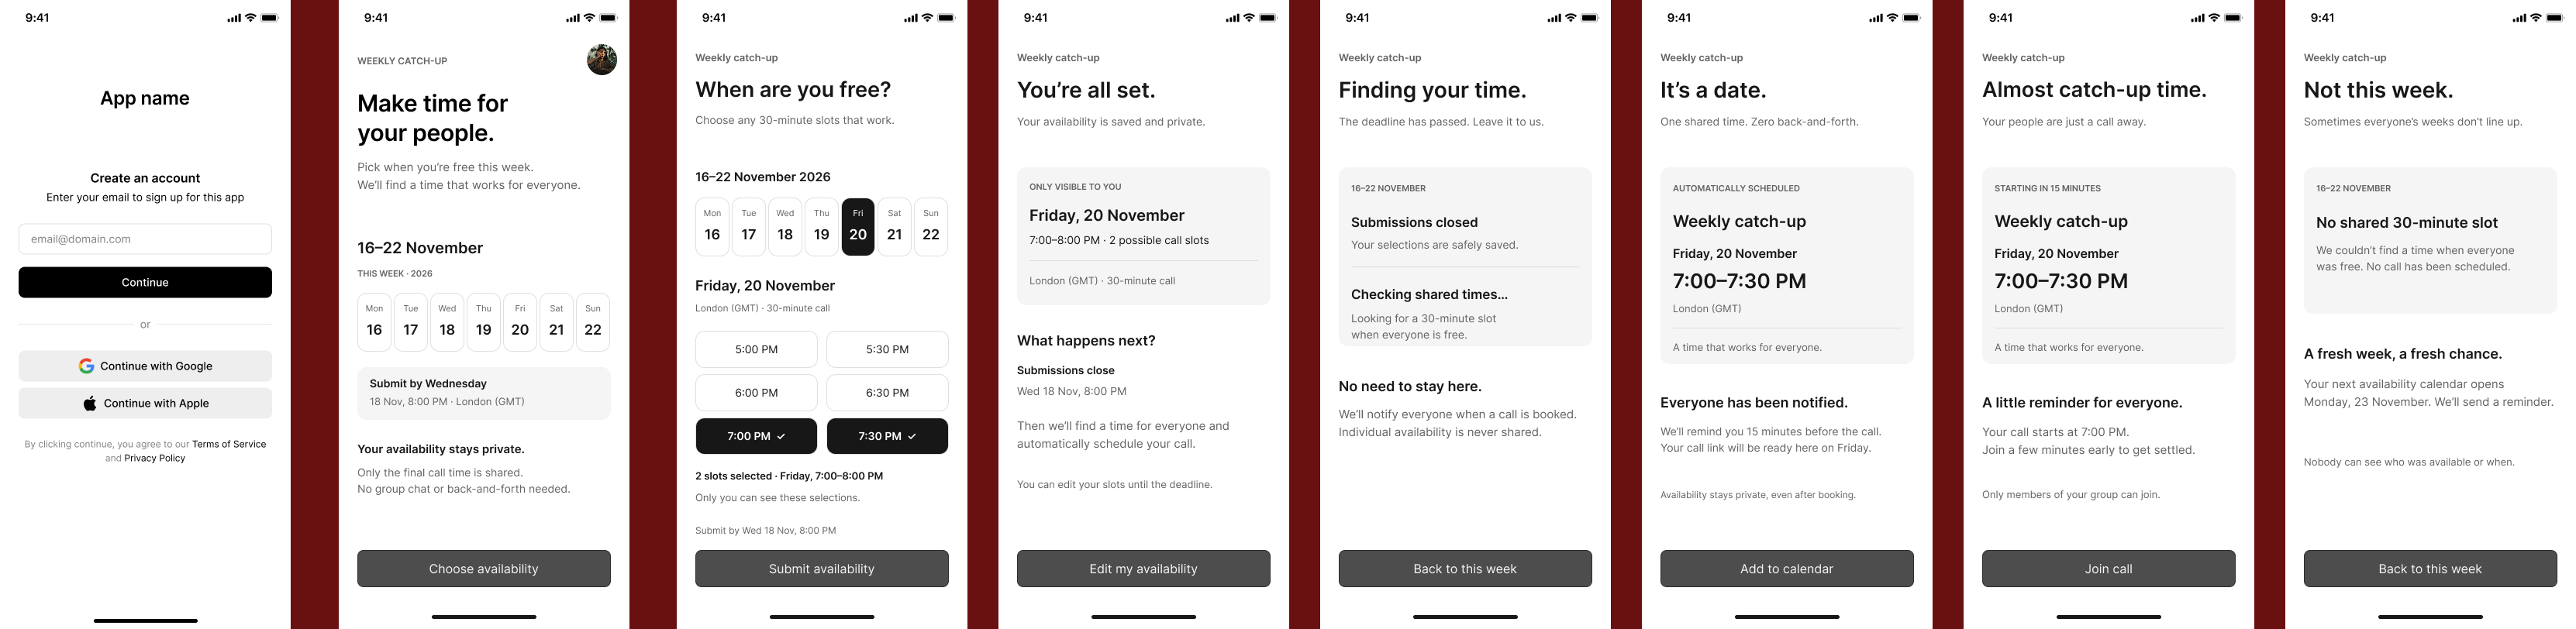 9:41
App name
Create an account
Enter your email to sign up for this app
email@domain.com
Continue
or
Continue with Google
Continue with Apple
By clicking continue, you agree to our Terms of Service
and Privacy Policy
9:41
WEEKLY CATCH-UP
Make time for
your people.
Pick when you're free this week.
We'll find a time that works for everyone.
16–22 November
THIS WEEK · 2026
Mon Tue Wed Thu Fri Sat Sun
16 17 18 19 20 21 22
Submit by Wednesday
18 Nov, 8:00 PM · London (GMT)
Your availability stays private.
Only the final call time is shared.
No group chat or back-and-forth needed.
Choose availability
9:41
Weekly catch-up
When are you free?
Choose any 30-minute slots that work.
16–22 November 2026
Mon Tue Wed Thu Fri Sat Sun
16 17 18 19 20 21 22
Friday, 20 November
London (GMT) · 30-minute call
5:00 PM 5:30 PM
6:00 PM 6:30 PM
7:00 PM ✓ 7:30 PM ✓
2 slots selected · Friday, 7:00–8:00 PM
Only you can see these selections.
Submit by Wed 18 Nov, 8:00 PM
Submit availability
9:41
Weekly catch-up
You're all set.
Your availability is saved and private.
ONLY VISIBLE TO YOU
Friday, 20 November
7:00–8:00 PM · 2 possible call slots
London (GMT) · 30-minute call
What happens next?
Submissions close
Wed 18 Nov, 8:00 PM
Then we'll find a time for everyone and
automatically schedule your call.
You can edit your slots until the deadline.
Edit my availability
9:41
Weekly catch-up
Finding your time.
The deadline has passed. Leave it to us.
16–22 NOVEMBER
Submissions closed
Your selections are safely saved.
Checking shared times...
Looking for a 30-minute slot
when everyone is free.
No need to stay here.
We'll notify everyone when a call is booked.
Individual availability is never shared.
Back to this week
9:41
Weekly catch-up
It's a date.
One shared time. Zero back-and-forth.
AUTOMATICALLY SCHEDULED
Weekly catch-up
Friday, 20 November
7:00–7:30 PM
London (GMT)
A time that works for everyone.
Everyone has been notified.
We'll remind you 15 minutes before the call.
Your call link will be ready here on Friday.
Availability stays private, even after booking.
Add to calendar
9:41
Weekly catch-up
Almost catch-up time.
Your people are just a call away.
STARTING IN 15 MINUTES
Weekly catch-up
Friday, 20 November
7:00–7:30 PM
London (GMT)
A time that works for everyone.
A little reminder for everyone.
Your call starts at 7:00 PM.
Join a few minutes early to get settled.
Only members of your group can join.
Join call
9:41
Weekly catch-up
Not this week.
Sometimes everyone's weeks don't line up.
16–22 NOVEMBER
No shared 30-minute slot
We couldn't find a time when everyone
was free. No call has been scheduled.
A fresh week, a fresh chance.
Your next availability calendar opens
Monday, 23 November. We'll send a reminder.
Nobody can see who was available or when.
Back to this week